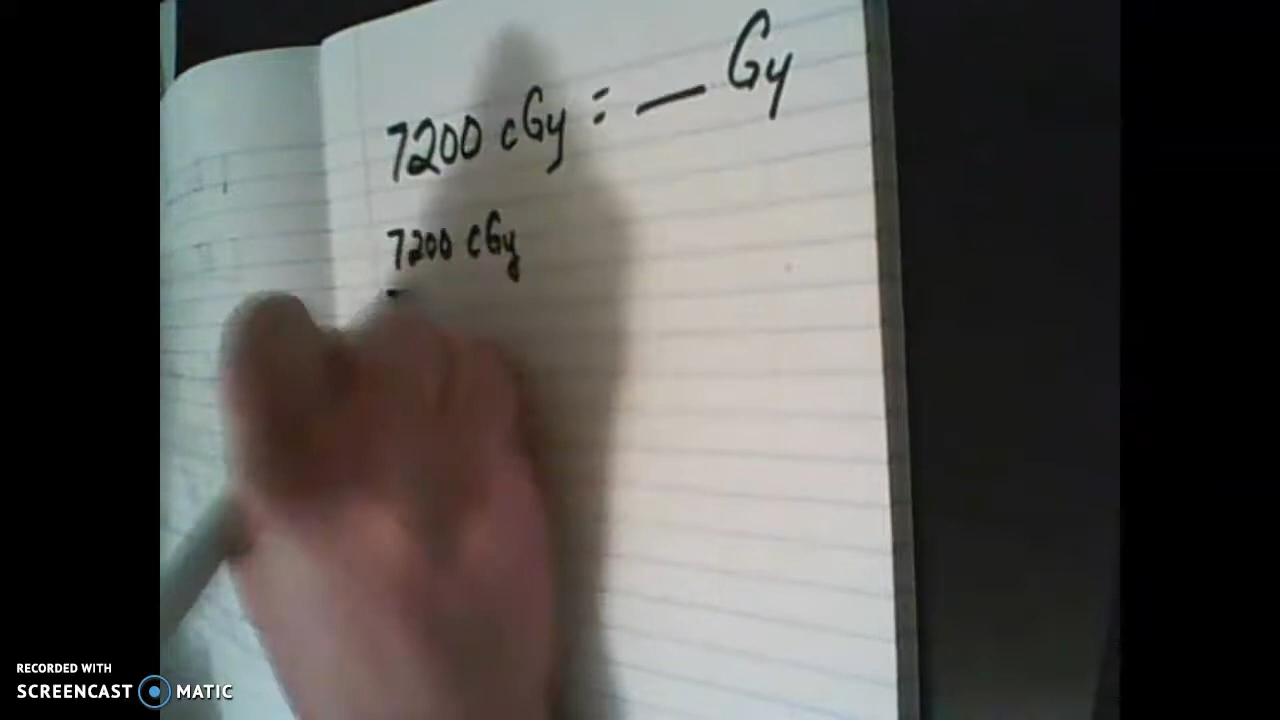 7200 cGy = __ Gy
7200 cGy
RECORDED WITH
SCREENCAST MATIC